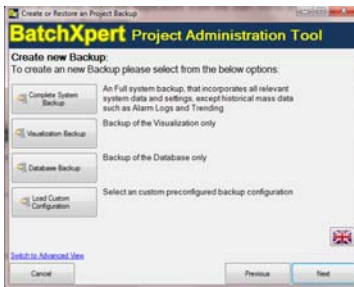 Create or Restore an Project Backup
BatchXpert Project Administration Tool
Create new Backup:
To create an new Backup please select from the below options:
Complete System Backup
An Full system backup, that incorporates all relevant
system data and settings, except historical mass data
such as Alarm Logs and Trending
Visualization Backup
Backup of the Visualization only
Database Backup
Backup of the Database only
Load Custom Configuration
Select an custom preconfigured backup configuration
Switch to Advanced View
Cancel
Previous
Next